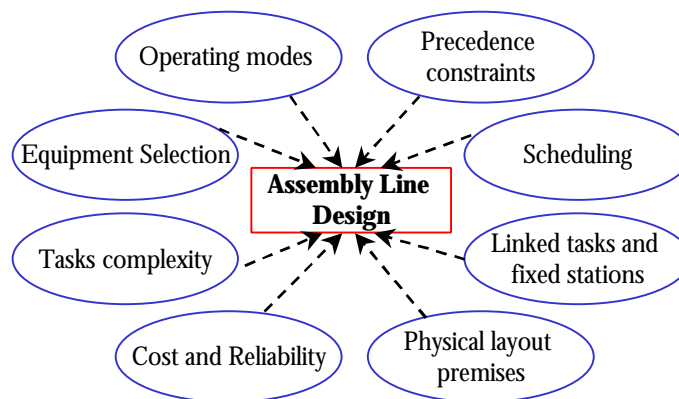 Operating modes
Precedence
constraints
Equipment Selection
Scheduling
Assembly Line
Design
Tasks complexity
Linked tasks and
fixed stations
Cost and Reliability
Physical layout
premises